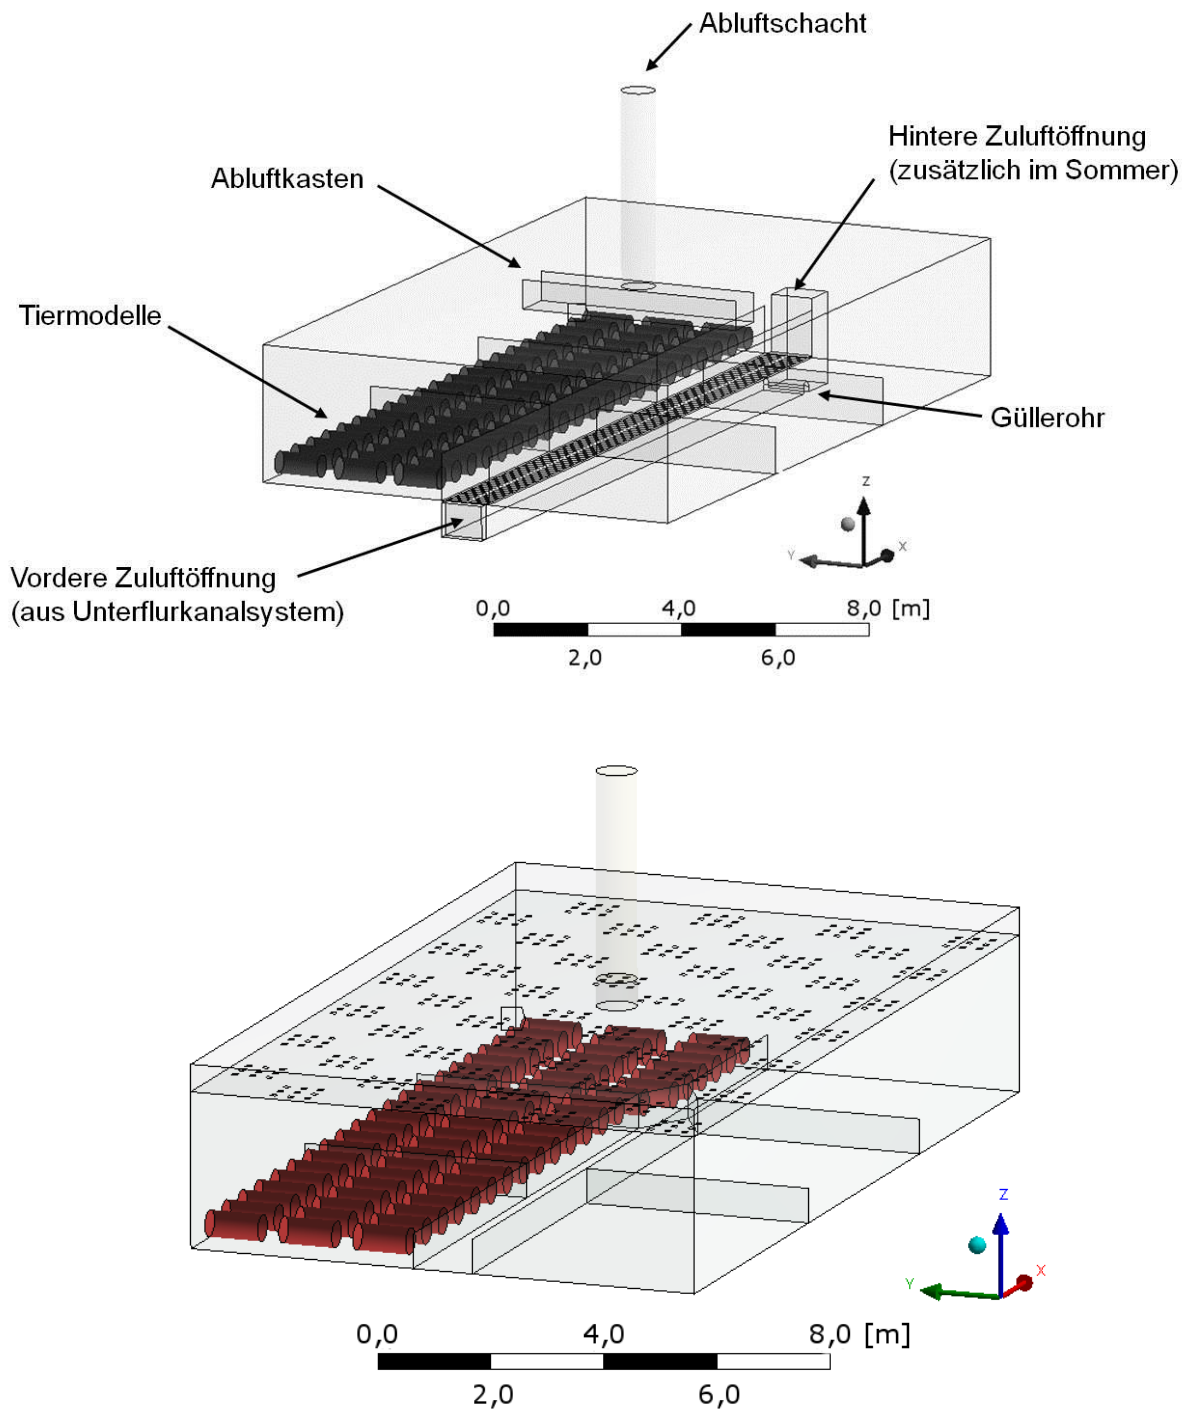 Abluftschacht
Hintere Zuluftöffnung
(zusätzlich im Sommer)
Abluftkasten
Tiermodelle
Güllerohr
Z
Y
X
Vordere Zuluftöffnung
(aus Unterflurkanalsystem)
0,0 4,0 8,0 [m]
2,0 6,0
Z
Y
X
0,0 4,0 8,0 [m]
2,0 6,0